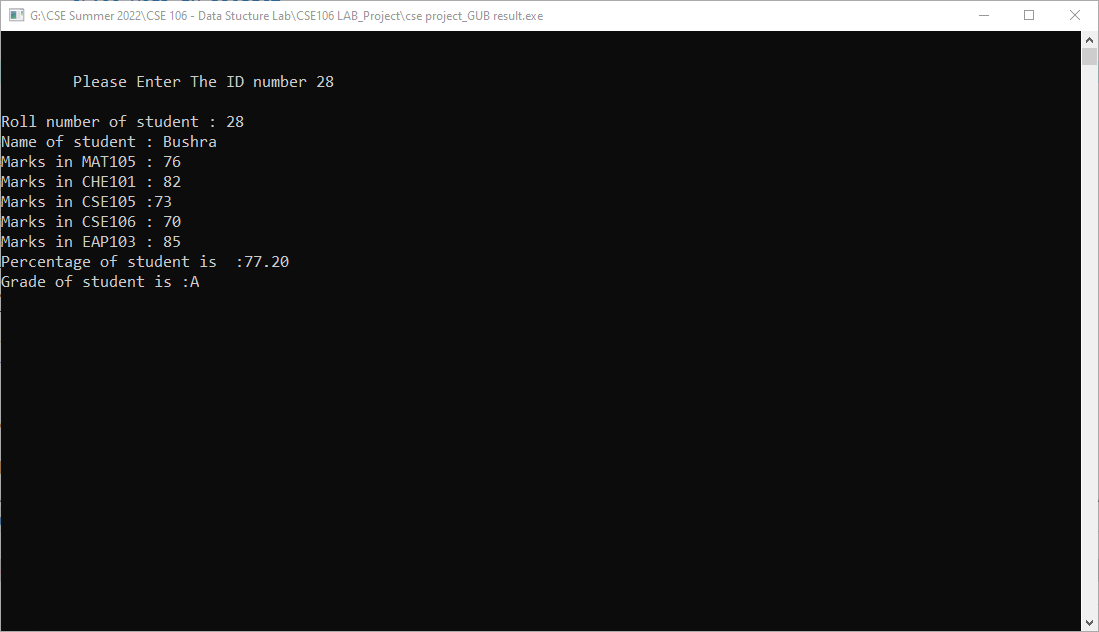 G:\CSE Summer 2022\CSE 106 - Data Stucture Lab\CSE106 LAB_Project\cse project_GUB result.exe
Please Enter The ID number 28
Roll number of student : 28
Name of student : Bushra
Marks in MAT105 : 76
Marks in CHE101 : 82
Marks in CSE105 :73
Marks in CSE106 : 70
Marks in EAP103 : 85
Percentage of student is  :77.20
Grade of student is :A